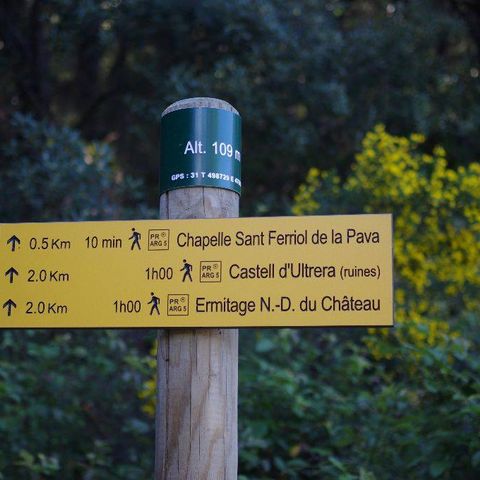 Alt. 109 m
GPS : 31 T 498729 E
0.5 Km 10 min PR® ARG 5 Chapelle Sant Ferriol de la Pava
2.0 Km 1h00 PR® ARG 5 Castell d'Ultrera (ruines)
2.0 Km 1h00 PR® ARG 5 Ermitage N.-D. du Château